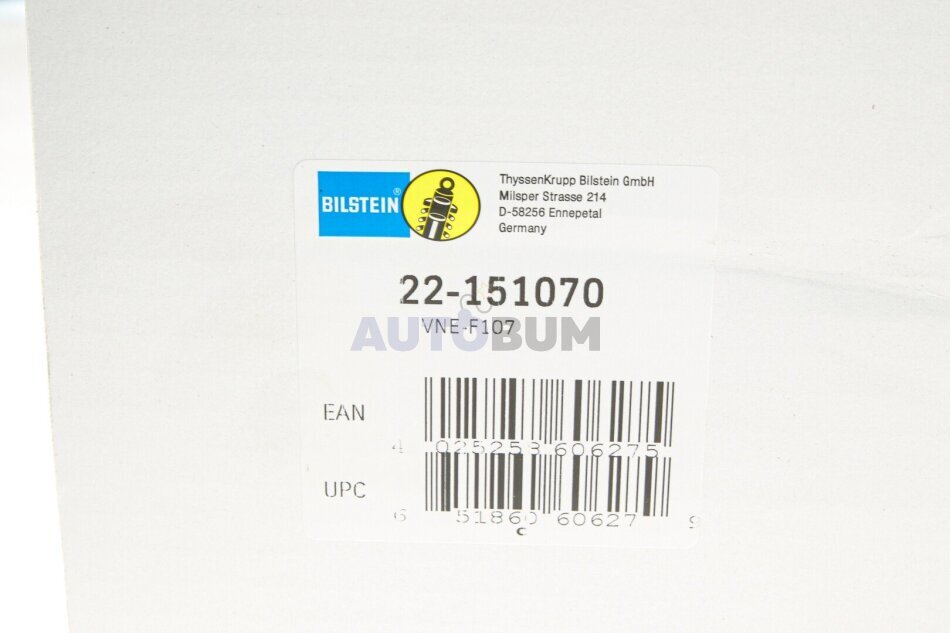 BILSTEIN®
ThyssenKrupp Bilstein GmbH
Milsper Strasse 214
D-58256 Ennepetal
Germany
22-151070
VNE-F107
AUTOBUM
EAN
4 025258 606275
UPC
6 51860 60627 9
C